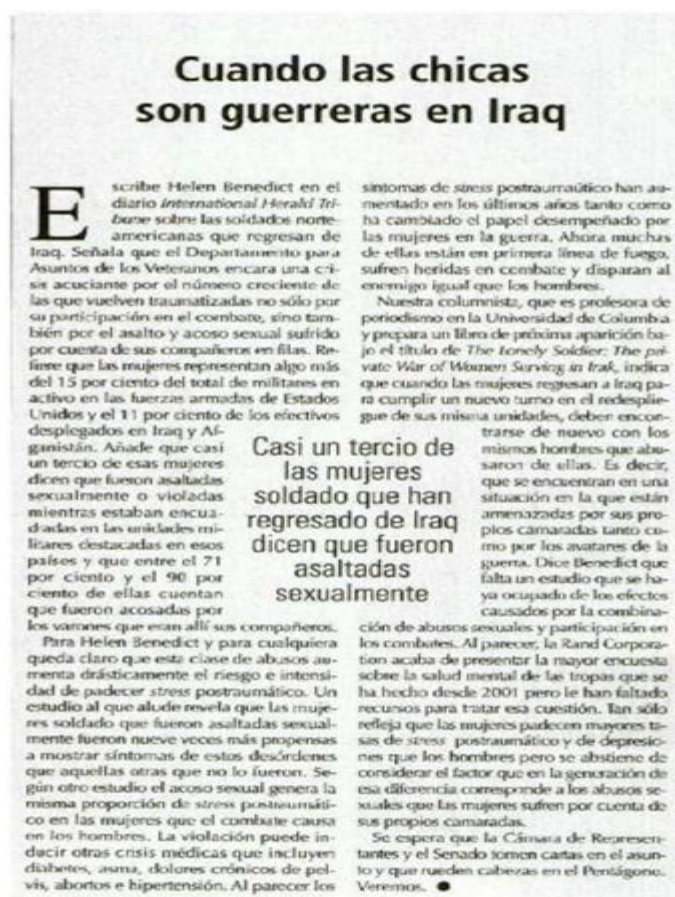 Cuando las chicas
son guerreras en Iraq
Escribe Helen Benedict en el
diario International Herald Tri-
bune sobre las soldados norte-
americanas que regresan de
Iraq. Señala que el Departamento para
Asuntos de los Veteranos encara una cri-
sis acuciante por el número creciente de
las que vuelven traumatizadas no sólo por
su participación en el combate, sino tam-
bién por el asalto y acoso sexual sufrido
por cuenta de sus compañeros en filas. Re-
fiere que las mujeres representan algo más
del 15 por ciento del total de militares en
activo en las fuerzas armadas de Estados
Unidos y el 11 por ciento de los efectivos
desplegados en Iraq y Af-
ganistán. Añade que casi
un tercio de esas mujeres
dicen que fueron asaltadas
sexualmente o violadas
mientras estaban encua-
dradas en las unidades mi-
litares destacadas en esos
países y que entre el 71
por ciento y el 90 por
ciento de ellas cuentan
que fueron acosadas por
los varones que eran allí sus compañeros.
Para Helen Benedict y para cualquiera
queda claro que esta clase de abusos au-
menta drásticamente el riesgo e intensi-
dad de padecer stress postraumático. Un
estudio al que alude revela que las muje-
res soldado que fueron asaltadas sexual-
mente fueron nueve veces más propensas
a mostrar síntomas de estos desórdenes
que aquellas otras que no lo fueron. Se-
gún otro estudio el acoso sexual genera la
misma proporción de stress postraumáti-
co en las mujeres que el combate causa
en los hombres. La violación puede in-
ducir otras crisis médicas que incluyen
diabetes, asma, dolores crónicos de pel-
vis, abortos e hipertensión. Al parecer los
Casi un tercio de
las mujeres
soldado que han
regresado de Iraq
dicen que fueron
asaltadas
sexualmente
síntomas de stress postraumaútico han au-
mentado en los últimos años tanto como
ha cambiado el papel desempeñado por
las mujeres en la guerra. Ahora muchas
de ellas están en primera línea de fuego,
sufren heridas en combate y disparan al
enemigo igual que los hombres.
Nuestra columnista, que es profesora de
periodismo en la Universidad de Columbia
y prepara un libro de próxima aparición ba-
jo el título de The Lonely Soldier: The pri-
vate War of Women Surving in Irak, indica
que cuando las mujeres regresan a Iraq pa-
ra cumplir un nuevo turno en el redesplie-
gue de sus misma unidades, deben encon-
trarse de nuevo con los
mismos hombres que abu-
saron de ellas. Es decir,
que se encuentran en una
situación en la que están
amenazadas por sus pro-
pios camaradas tanto co-
mo por los avatares de la
guerra. Dice Benedict que
falta un estudio que se ha-
ya ocupado de los efectos
causados por la combina-
ción de abusos sexuales y participación en
los combates. Al parecer, la Rand Corpora-
tion acaba de presentar la mayor encuesta
sobre la salud mental de las tropas que se
ha hecho desde 2001 pero le han faltado
recursos para tratar esa cuestión. Tan sólo
refleja que las mujeres padecen mayores ta-
sas de stress postraumático y de depresio-
nes que los hombres pero se abstiene de
considerar el factor que en la generación de
esa diferencia corresponde a los abusos se-
xuales que las mujeres sufren por cuenta de
sus propios camaradas.
Se espera que la Cámara de Represen-
tantes y el Senado tomen cartas en el asun-
to y que rueden cabezas en el Pentágono.
Veremos.